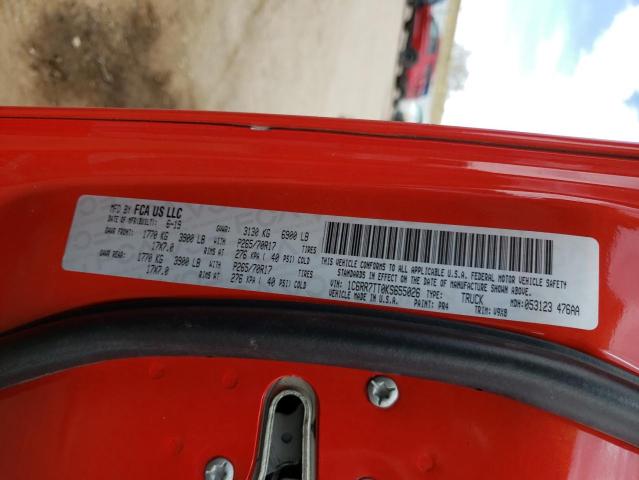 MFD BY FCA US LLC
DATE OF MFR(BUILT): 6-19 GVWR: 3130 KG 6900 LB
GAWR FRONT: 1770 KG 3900 LB WITH P265/70R17 TIRES
17X7.0 RIMS AT 276 KPA ( 40 PSI) COLD
GAWR REAR: 1770 KG 3900 LB WITH P265/70R17 TIRES
17X7.0 RIMS AT 276 KPA ( 40 PSI) COLD
THIS VEHICLE CONFORMS TO ALL APPLICABLE U.S.A. FEDERAL MOTOR VEHICLE SAFETY
STANDARDS IN EFFECT ON THE DATE OF MANUFACTURE SHOWN ABOVE.
VIN: 1C6RR7TT0KS655026 TYPE: TRUCK MDH:053123 476AA
VEHICLE MADE IN U.S.A. PAINT: PR4 TRIM: V9X8